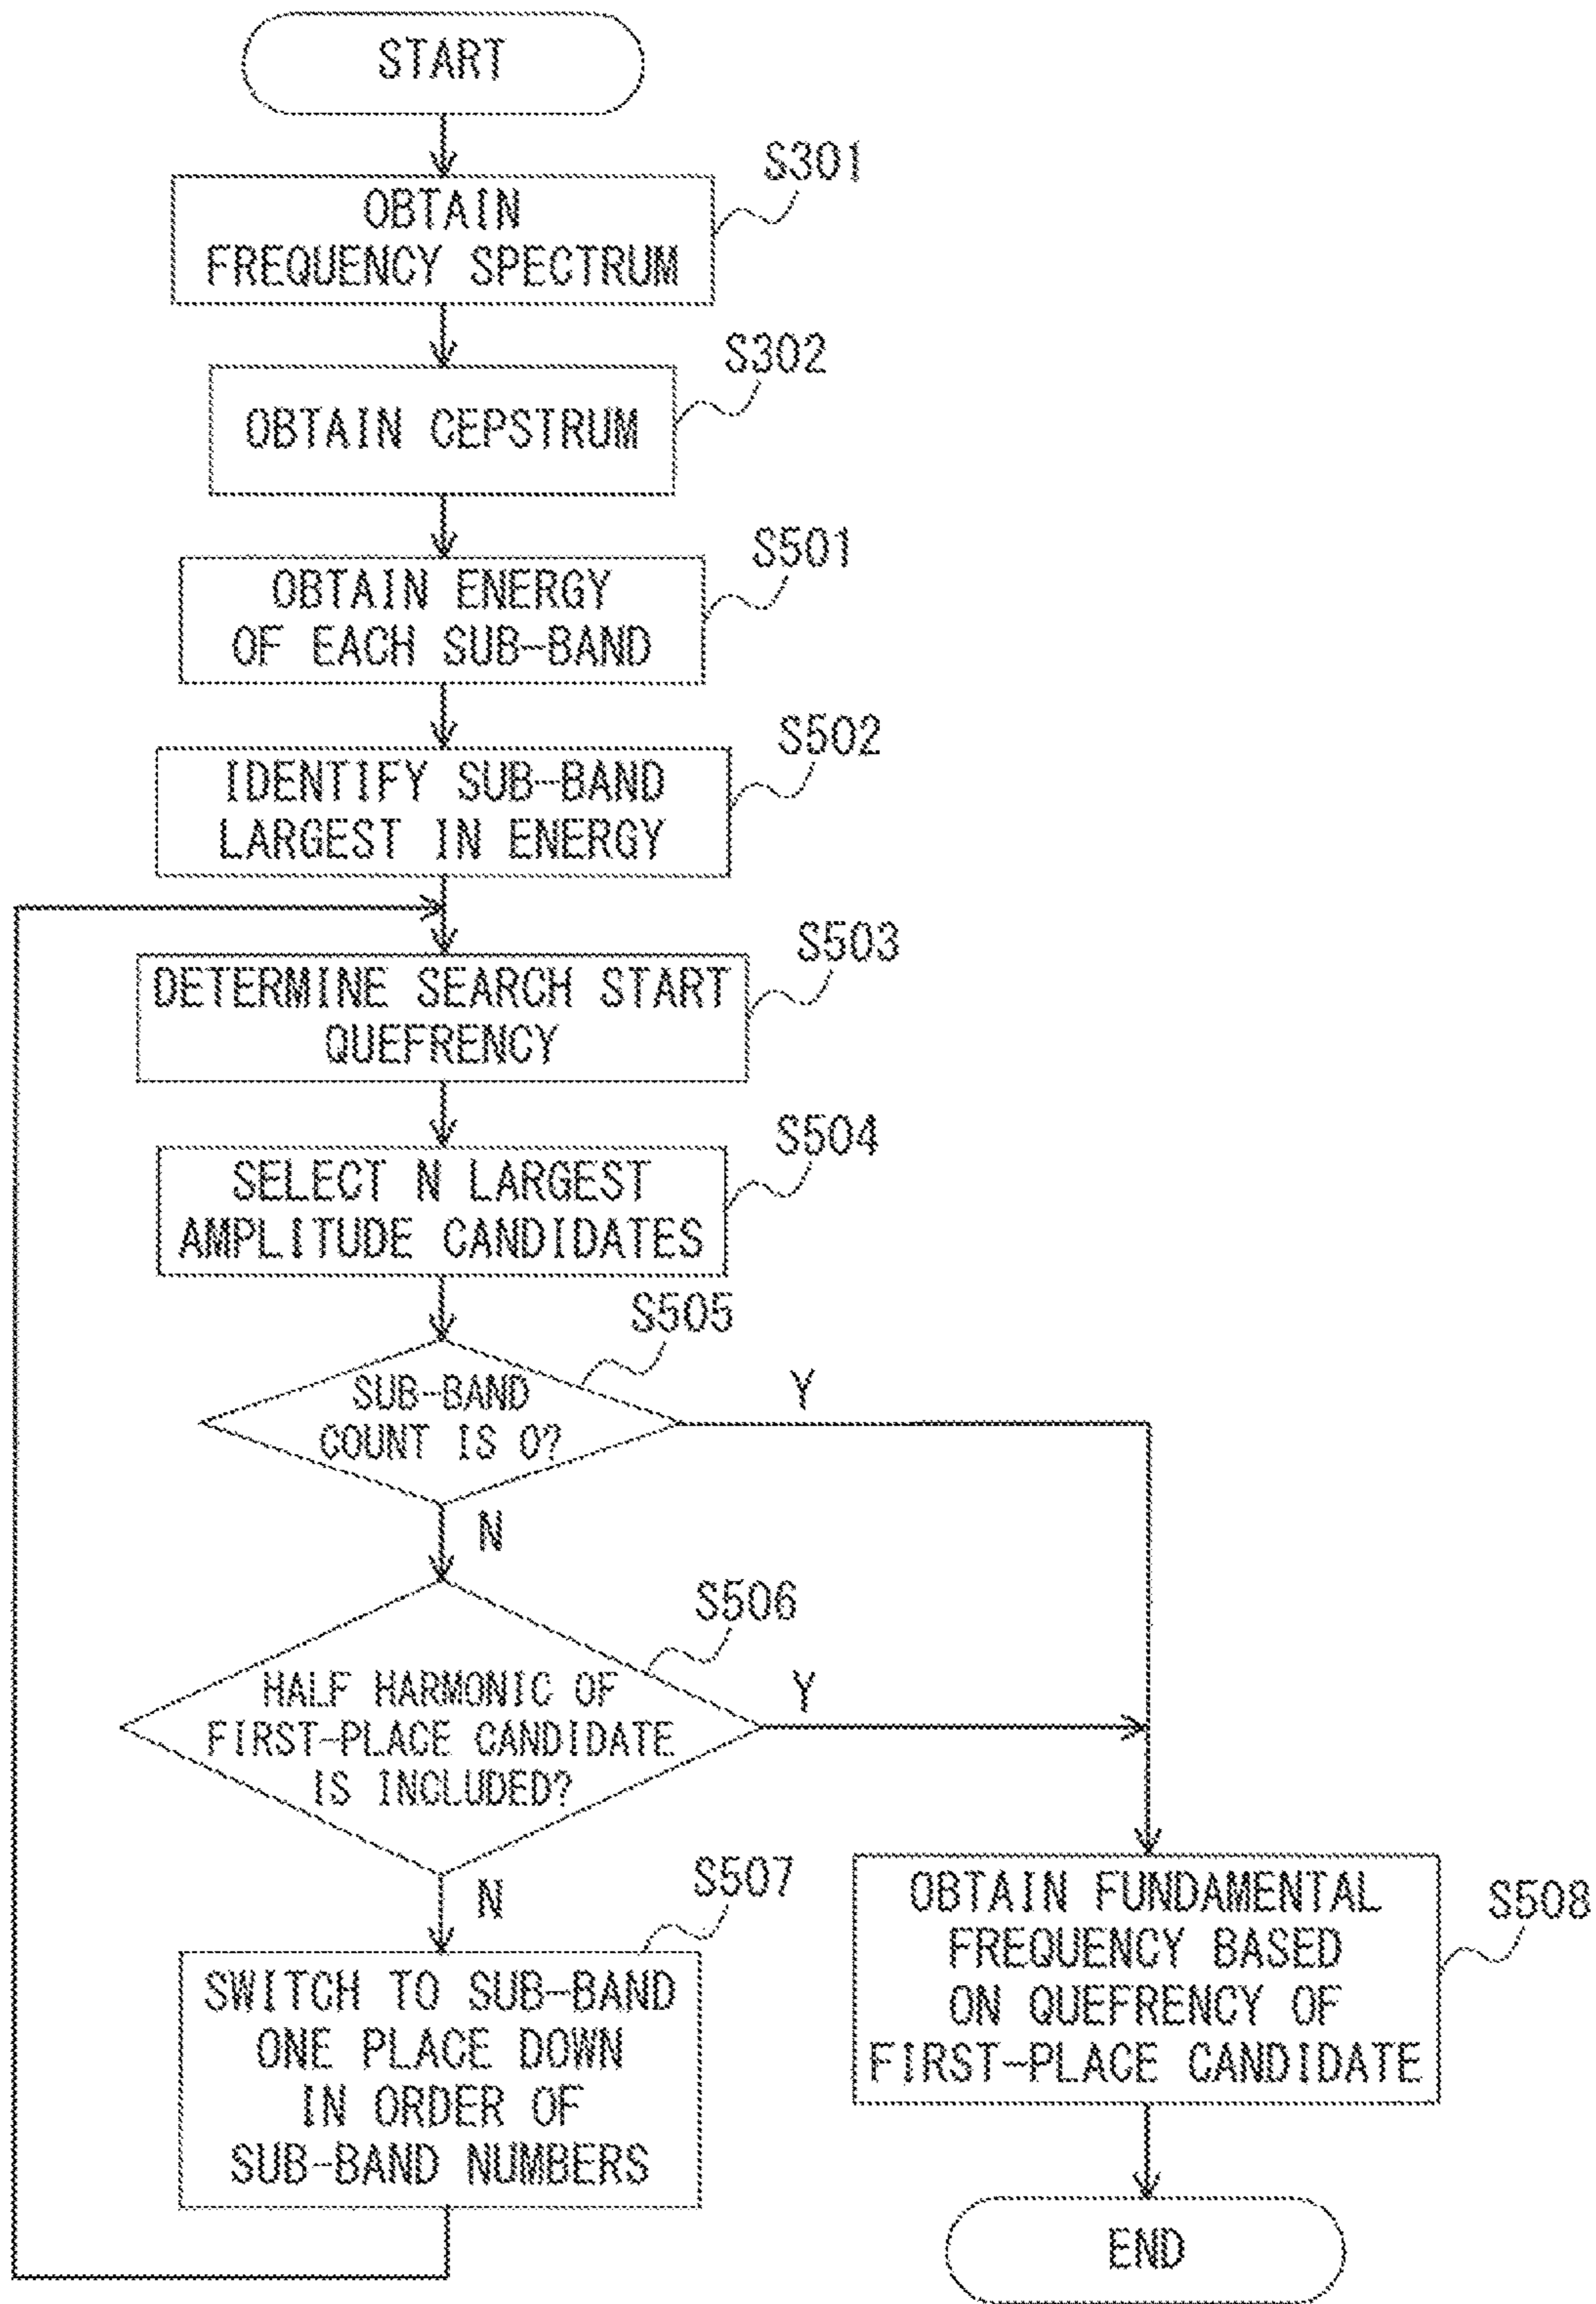 START
S301
OBTAIN
FREQUENCY SPECTRUM
S302
OBTAIN CEPSTRUM
S501
OBTAIN ENERGY
OF EACH SUB-BAND
S502
IDENTIFY SUB-BAND
LARGEST IN ENERGY
S503
DETERMINE SEARCH START
QUEFRENCY
S504
SELECT N LARGEST
AMPLITUDE CANDIDATES
S505
SUB-BAND
COUNT IS 0?
Y
N
S506
HALF HARMONIC OF
FIRST-PLACE CANDIDATE
IS INCLUDED?
Y
N
S507
SWITCH TO SUB-BAND
ONE PLACE DOWN
IN ORDER OF
SUB-BAND NUMBERS
S508
OBTAIN FUNDAMENTAL
FREQUENCY BASED
ON QUEFRENCY OF
FIRST-PLACE CANDIDATE
END